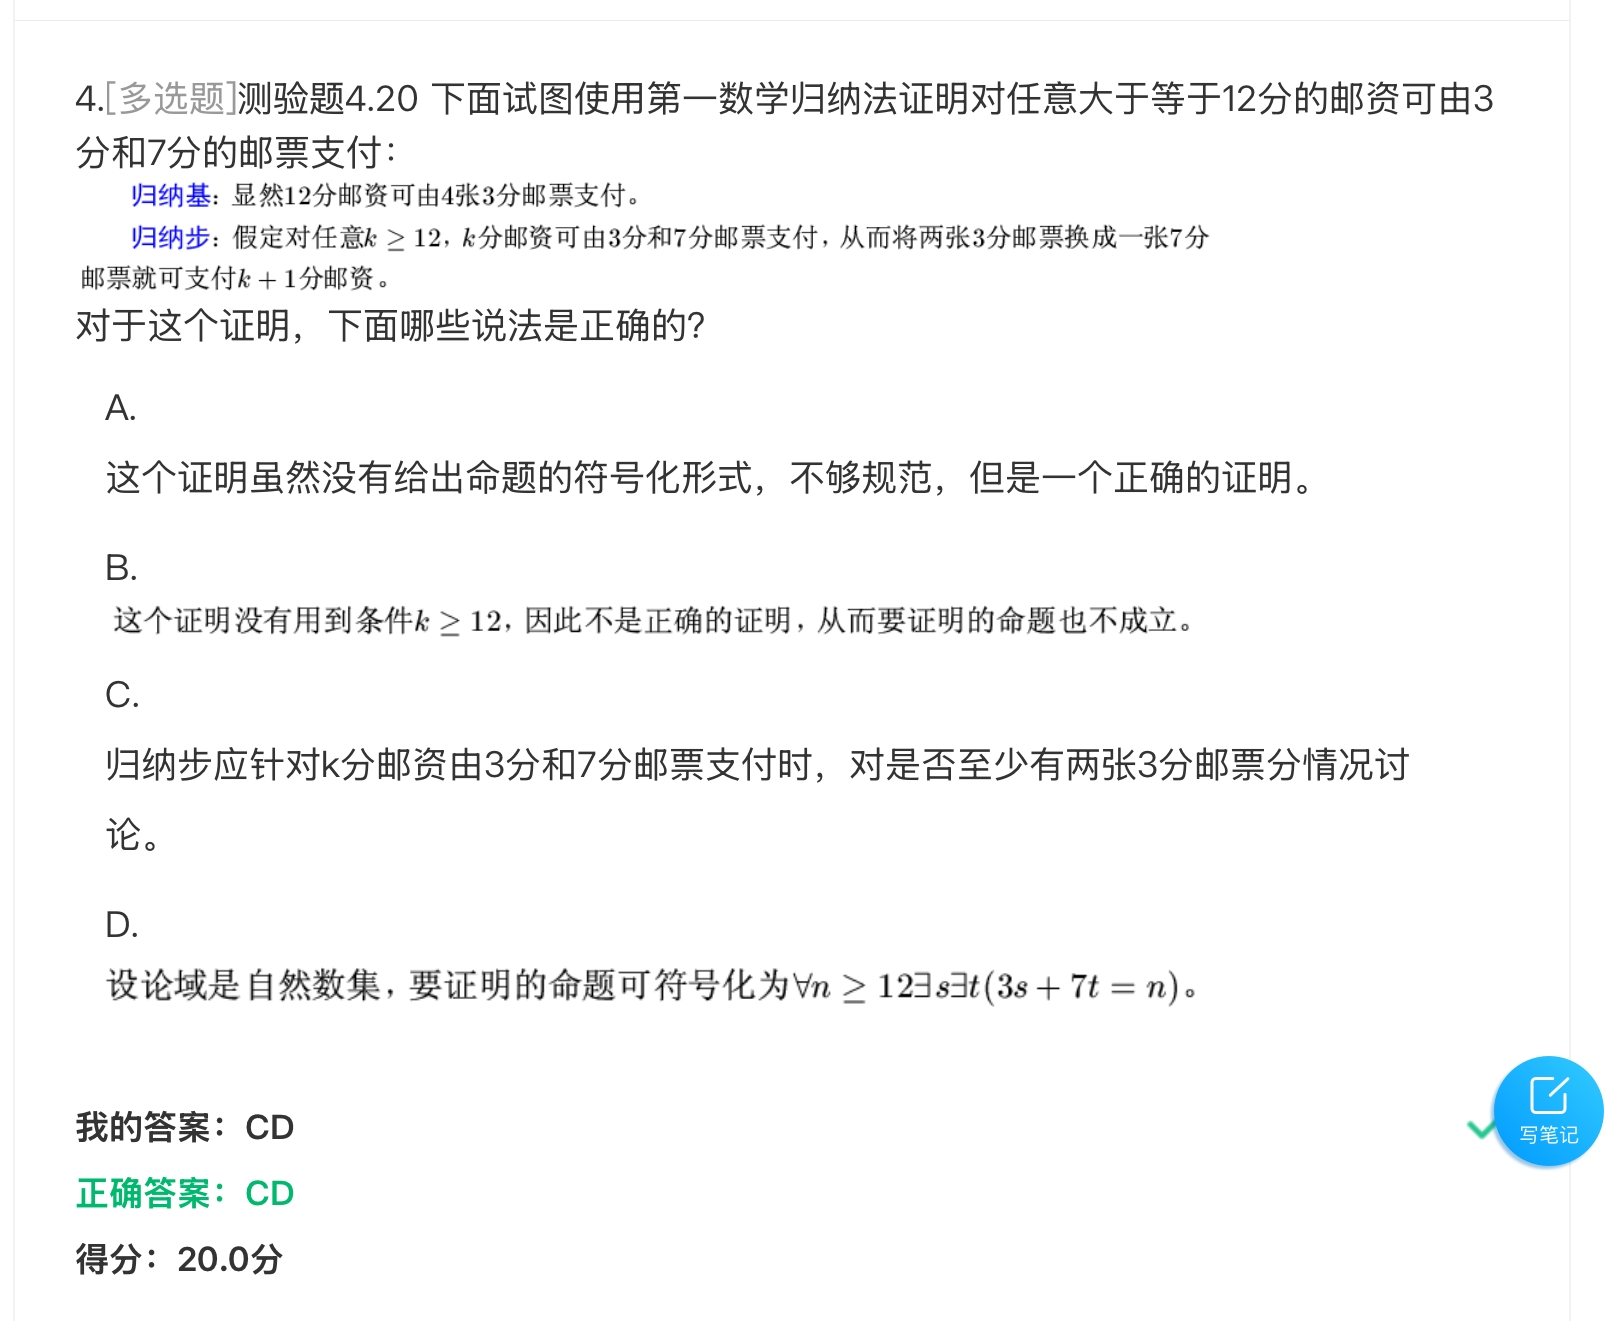 4.[多选题]测验题4.20 下面试图使用第一数学归纳法证明对任意大于等于12分的邮资可由3
分和7分的邮票支付：
归纳基：显然12分邮资可由4张3分邮票支付。
归纳步：假定对任意k ≥ 12，k分邮资可由3分和7分邮票支付，从而将两张3分邮票换成一张7分
邮票就可支付k + 1分邮资。
对于这个证明，下面哪些说法是正确的?
A.
这个证明虽然没有给出命题的符号化形式，不够规范，但是一个正确的证明。
B.
这个证明没有用到条件k ≥ 12，因此不是正确的证明，从而要证明的命题也不成立。
C.
归纳步应针对k分邮资由3分和7分邮票支付时，对是否至少有两张3分邮票分情况讨
论。
D.
设论域是自然数集，要证明的命题可符号化为∀n ≥ 12∃s∃t(3s + 7t = n)。
我的答案：CD
写笔记
正确答案：CD
得分：20.0分